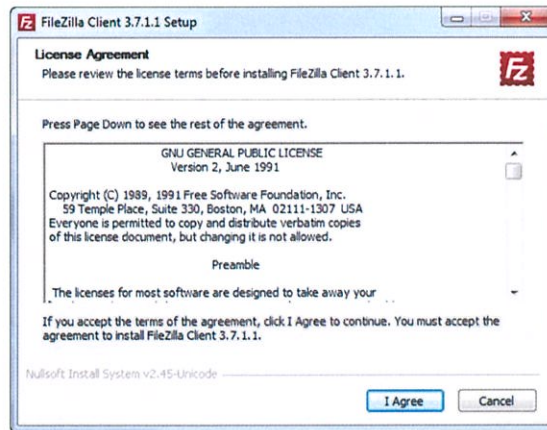 FileZilla Client 3.7.1.1 Setup
License Agreement
Please review the license terms before installing FileZilla Client 3.7.1.1.
Fz
Press Page Down to see the rest of the agreement.
GNU GENERAL PUBLIC LICENSE
Version 2, June 1991
Copyright (C) 1989, 1991 Free Software Foundation, Inc.
59 Temple Place, Suite 330, Boston, MA 02111-1307 USA
Everyone is permitted to copy and distribute verbatim copies
of this license document, but changing it is not allowed.
Preamble
The licenses for most software are designed to take away your
If you accept the terms of the agreement, click I Agree to continue. You must accept the
agreement to install FileZilla Client 3.7.1.1.
Nullsoft Install System v2.45-Unicode
I Agree
Cancel